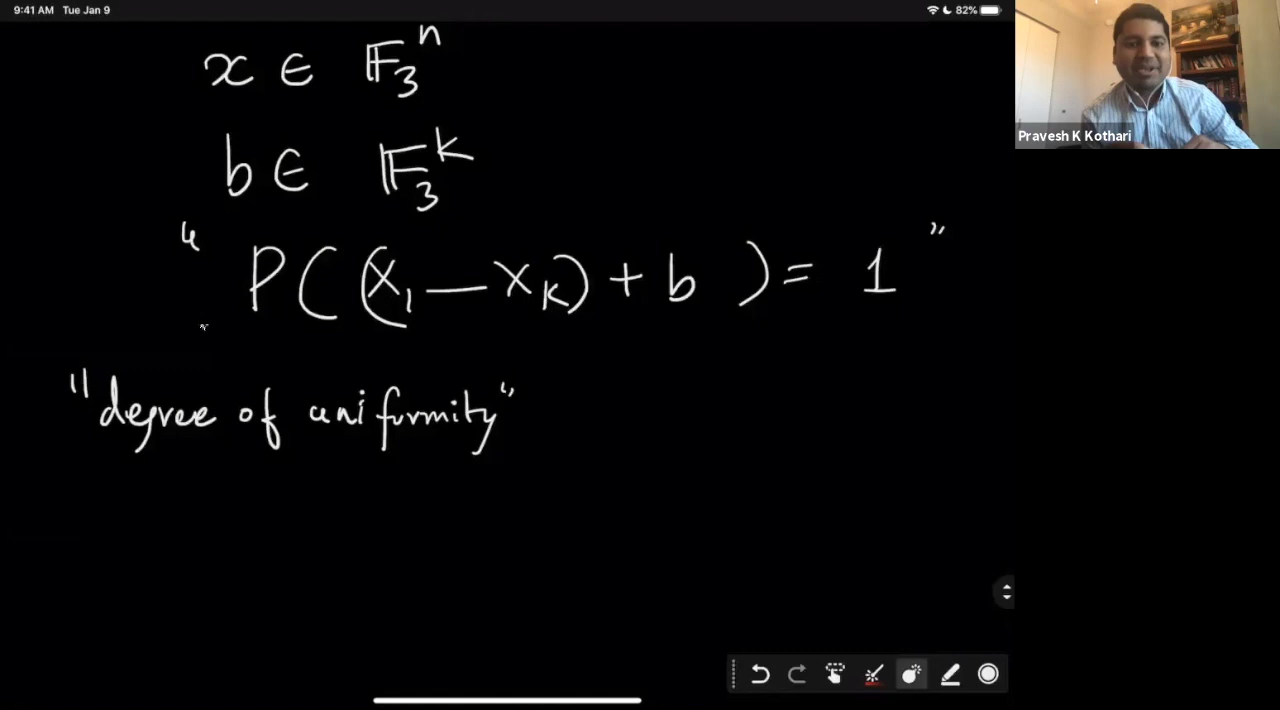 9:41 AM Tue Jan 9
82%
x ∈ 𝔽₃ⁿ
Pravesh K Kothari
b ∈ 𝔽₃ᵏ
“ P( (x₁ — xₖ) + b ) = 1 ”
"degree of uniformity"